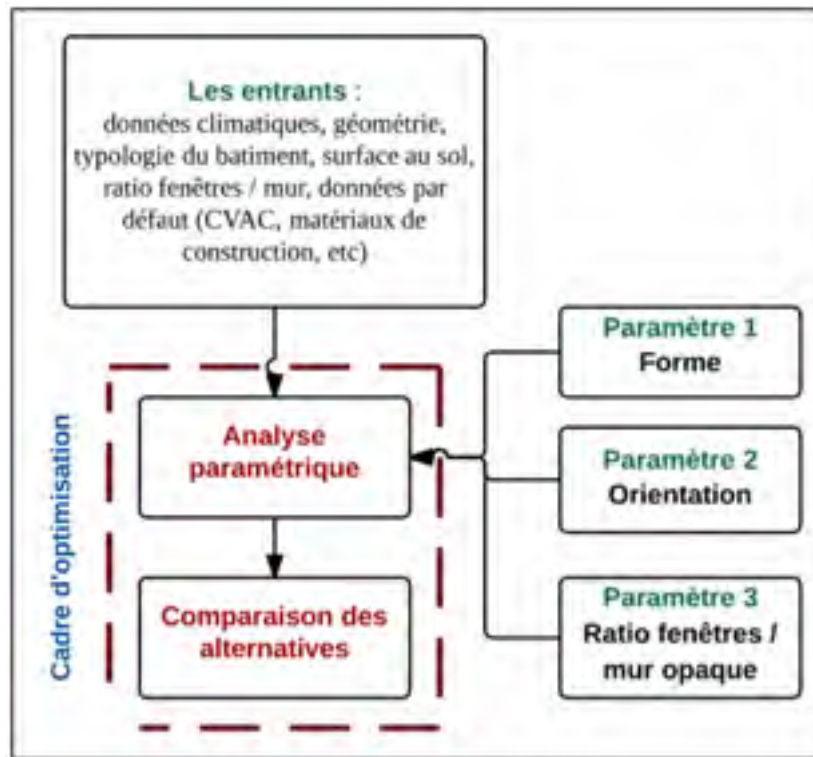 Les entrants :
données climatiques, géométrie,
typologie du batiment, surface au sol,
ratio fenêtres / mur, données par
défaut (CVAC, matériaux de
construction, etc)
Paramètre 1
Forme
Analyse
paramétrique
Paramètre 2
Orientation
Comparaison des
alternatives
Paramètre 3
Ratio fenêtres /
mur opaque
Cadre d'optimisation